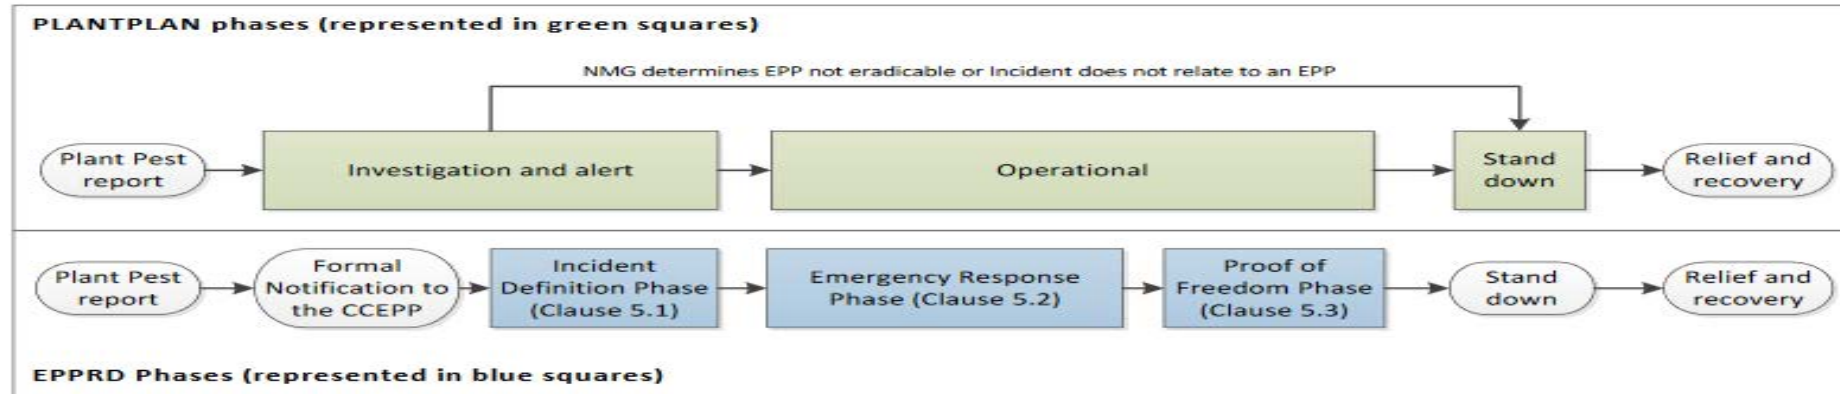 PLANTPLAN phases (represented in green squares)
NMG determines EPP not eradicable or Incident does not relate to an EPP
Plant Pest
report
Investigation and alert
Operational
Stand
down
Relief and
recovery
Plant Pest
report
Formal
Notification to
the CCEPP
Incident
Definition Phase
(Clause 5.1)
Emergency Response
Phase (Clause 5.2)
Proof of
Freedom Phase
(Clause 5.3)
Stand
down
Relief and
recovery
EPPRD Phases (represented in blue squares)